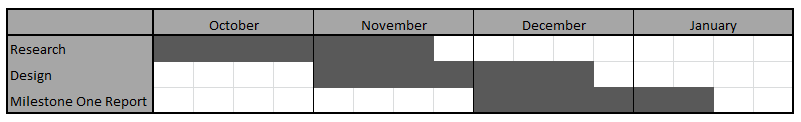 October November December January
Research
Design
Milestone One Report